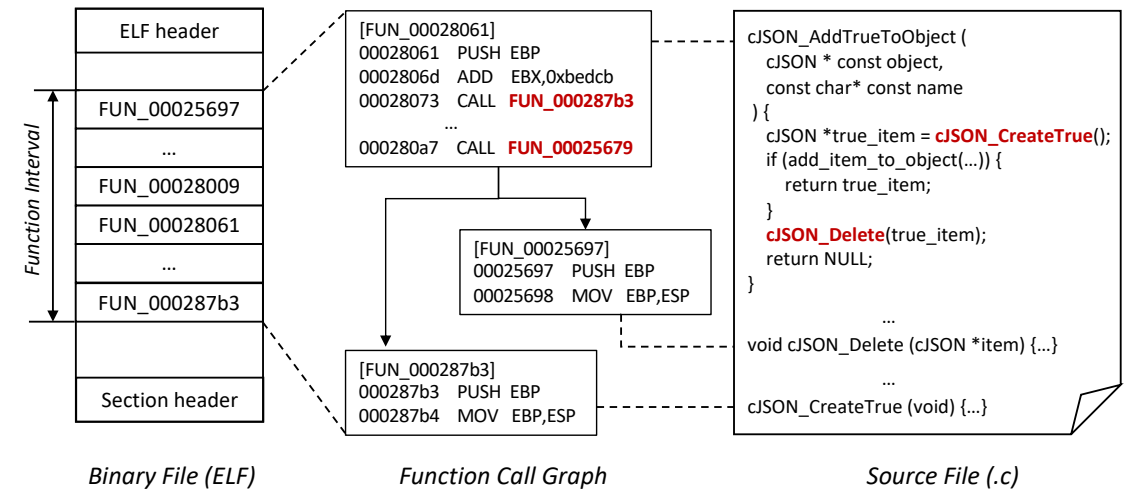 ELF header
FUN_00025697
...
FUN_00028009
FUN_00028061
...
FUN_000287b3
Section header
Function Interval
Binary File (ELF)
[FUN_00028061]
00028061 PUSH EBP
0002806d ADD EBX,0xbedcb
00028073 CALL FUN_000287b3
...
000280a7 CALL FUN_00025679
[FUN_00025697]
00025697 PUSH EBP
00025698 MOV EBP,ESP
[FUN_000287b3]
000287b3 PUSH EBP
000287b4 MOV EBP,ESP
Function Call Graph
cJSON_AddTrueToObject (
cJSON * const object,
const char* const name
) {
cJSON *true_item = cJSON_CreateTrue();
if (add_item_to_object(...)) {
return true_item;
}
cJSON_Delete(true_item);
return NULL;
}
...
void cJSON_Delete (cJSON *item) {...}
...
cJSON_CreateTrue (void) {...}
Source File (.c)